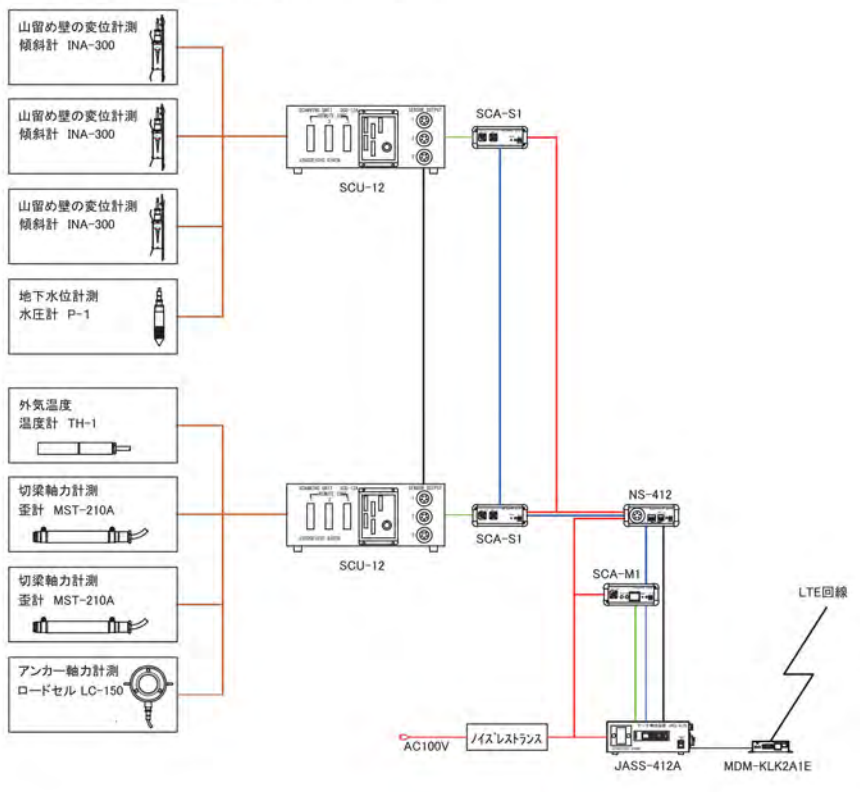 山留め壁の変位計測
傾斜計 INA-300
山留め壁の変位計測
傾斜計 INA-300
山留め壁の変位計測
傾斜計 INA-300
地下水位計測
水圧計 P-1
外気温度
温度計 TH-1
切梁軸力計測
歪計 MST-210A
切梁軸力計測
歪計 MST-210A
アンカー軸力計測
ロードセル LC-150
SCU-12
SCA-S1
SCU-12
SCA-S1
NS-412
SCA-M1
LTE回線
AC100V
ノイズレストランス
JASS-412A
MDM-KLK2A1E